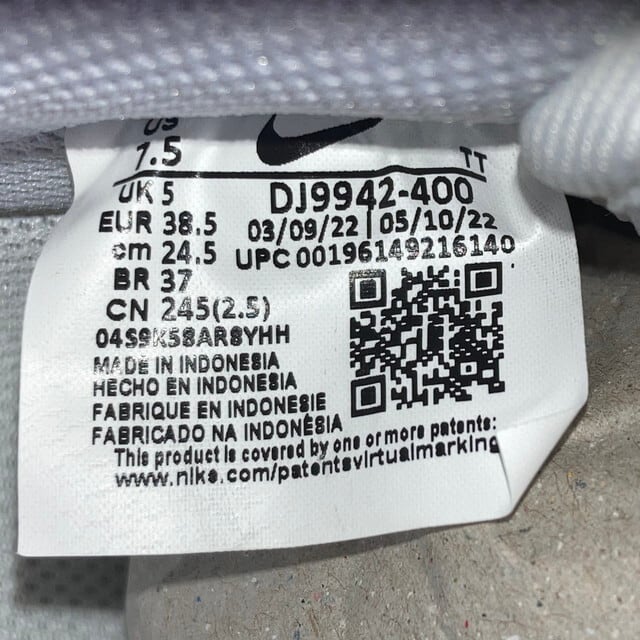 US
7.5
TT
UK 5
DJ9942-400
EUR 38.5
03/09/22 | 05/10/22
cm 24.5
UPC 00196149216140
BR 37
CN 245(2.5)
04S9K58AR8YHH
MADE IN INDONESIA
HECHO EN INDONESIA
FABRIQUE EN INDONESIE
FABRICADO NA INDONÉSIA
This product is covered by one or more patents:
www.nike.com/patentsvirtualmarking